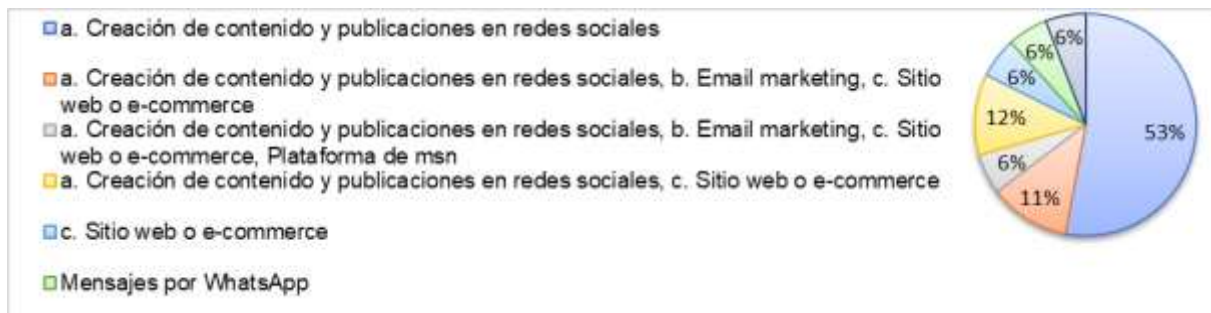 a. Creación de contenido y publicaciones en redes sociales
a. Creación de contenido y publicaciones en redes sociales, b. Email marketing, c. Sitio
web o e-commerce
a. Creación de contenido y publicaciones en redes sociales, b. Email marketing, c. Sitio
web o e-commerce, Plataforma de msn
a. Creación de contenido y publicaciones en redes sociales, c. Sitio web o e-commerce
c. Sitio web o e-commerce
Mensajes por WhatsApp
6%
6%
6%
12%
53%
6%
11%